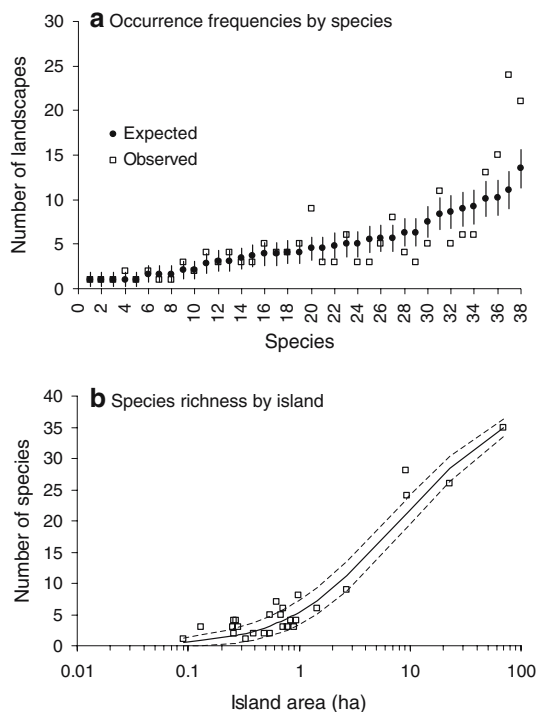 a Occurrence frequencies by species
Number of landscapes
30
25
20
15
10
5
0
Expected
Observed
0 2 4 6 8 10 12 14 16 18 20 22 24 26 28 30 32 34 36 38
Species
b Species richness by island
Number of species
40
35
30
25
20
15
10
5
0
0.01 0.1 1 10 100
Island area (ha)